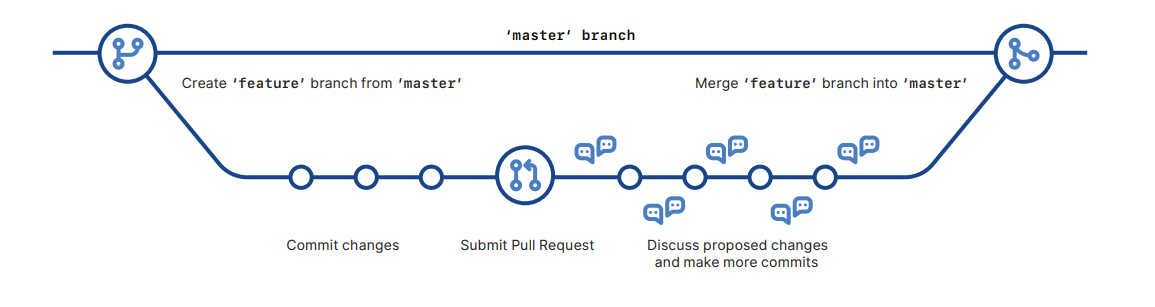 ‘master’ branch
Create ‘feature’ branch from ‘master’
Merge ‘feature’ branch into ‘master’
Commit changes
Submit Pull Request
Discuss proposed changes
and make more commits